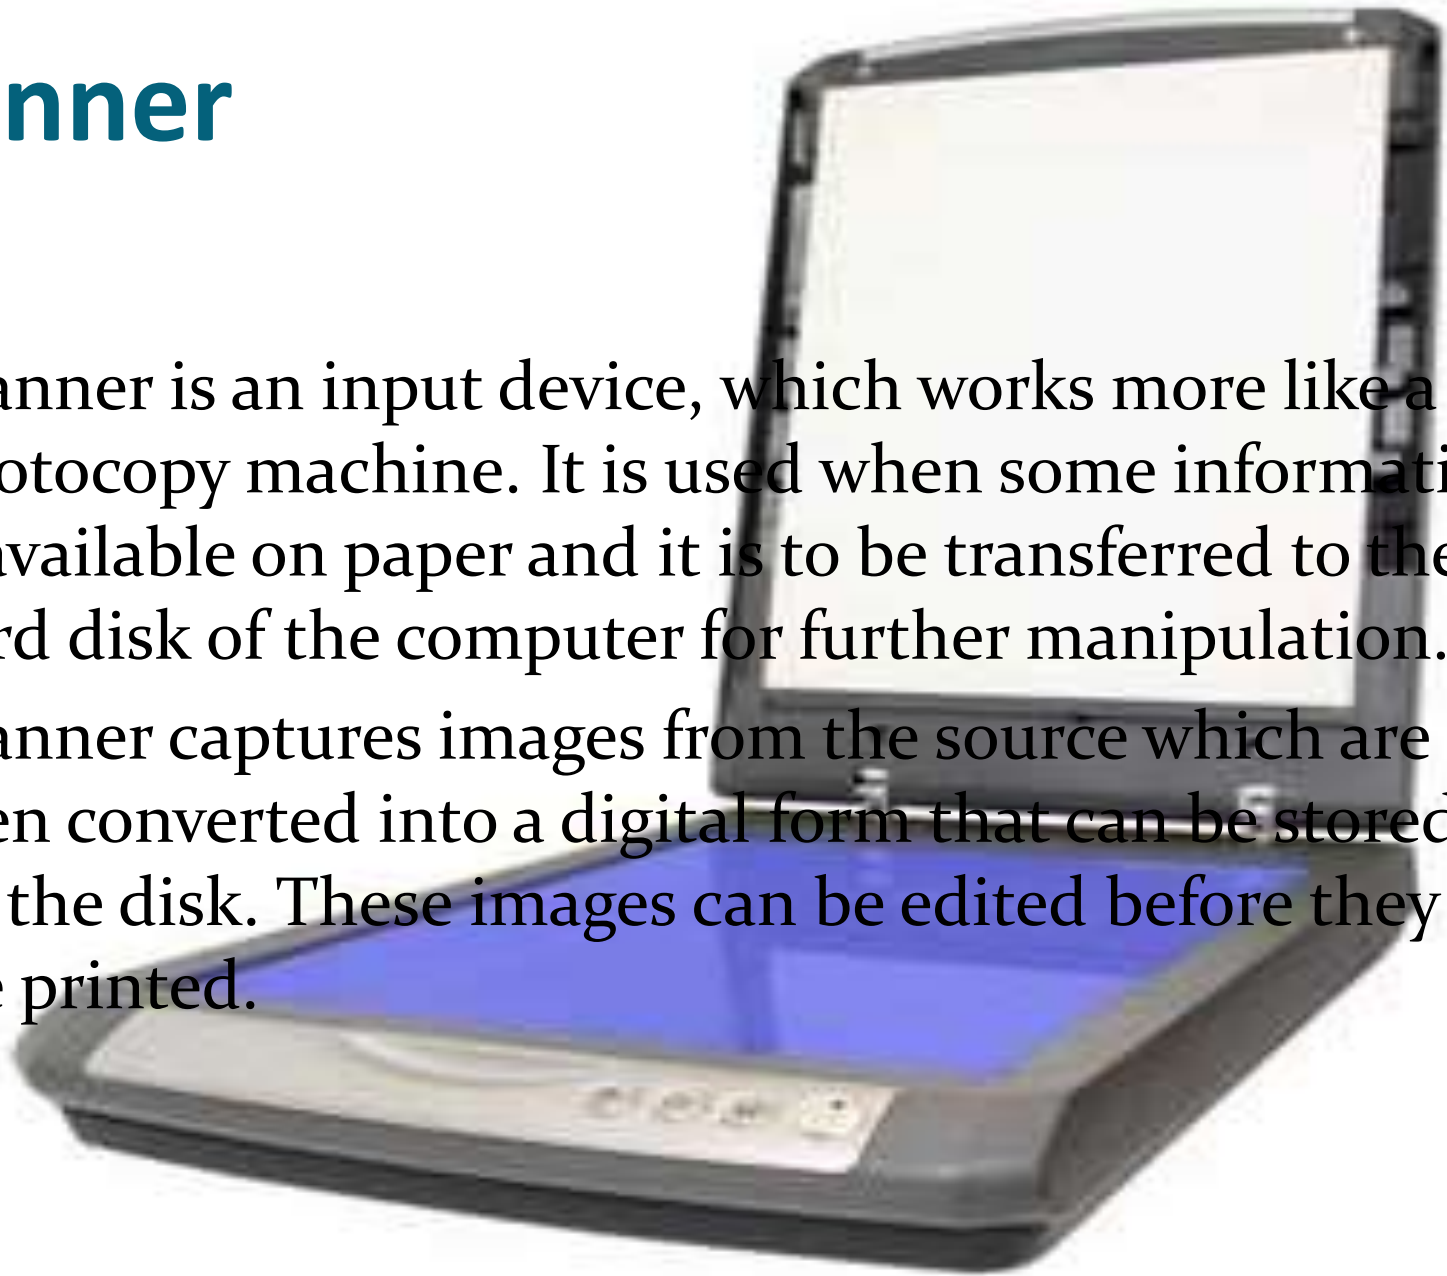 nner
anner is an input device, which works more like a
otocopy machine. It is used when some informati
available on paper and it is to be transferred to the
rd disk of the computer for further manipulation.
anner captures images from the source which are
en converted into a digital form that can be stored
the disk. These images can be edited before they
e printed.